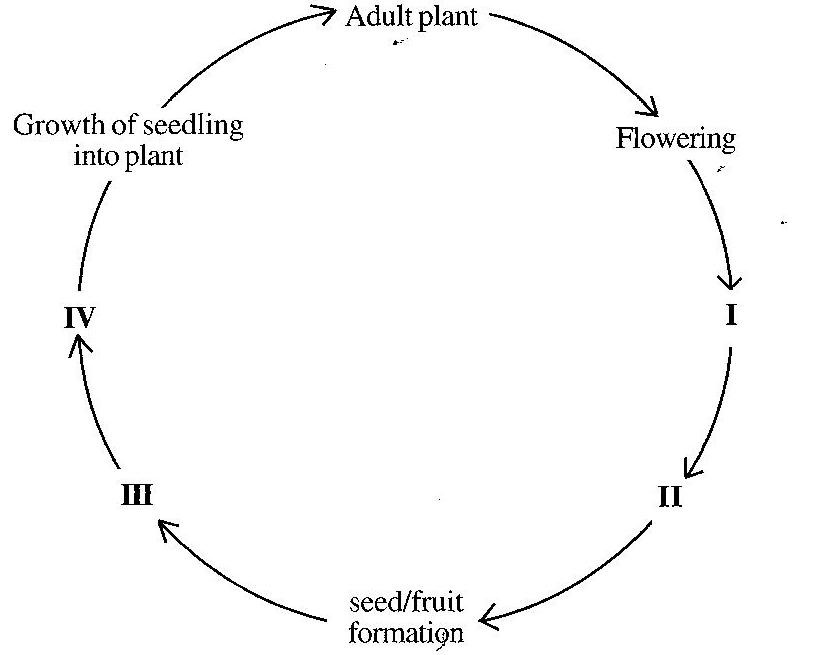 Adult plant
Flowering
I
II
seed/fruit
formation
III
IV
Growth of seedling
into plant